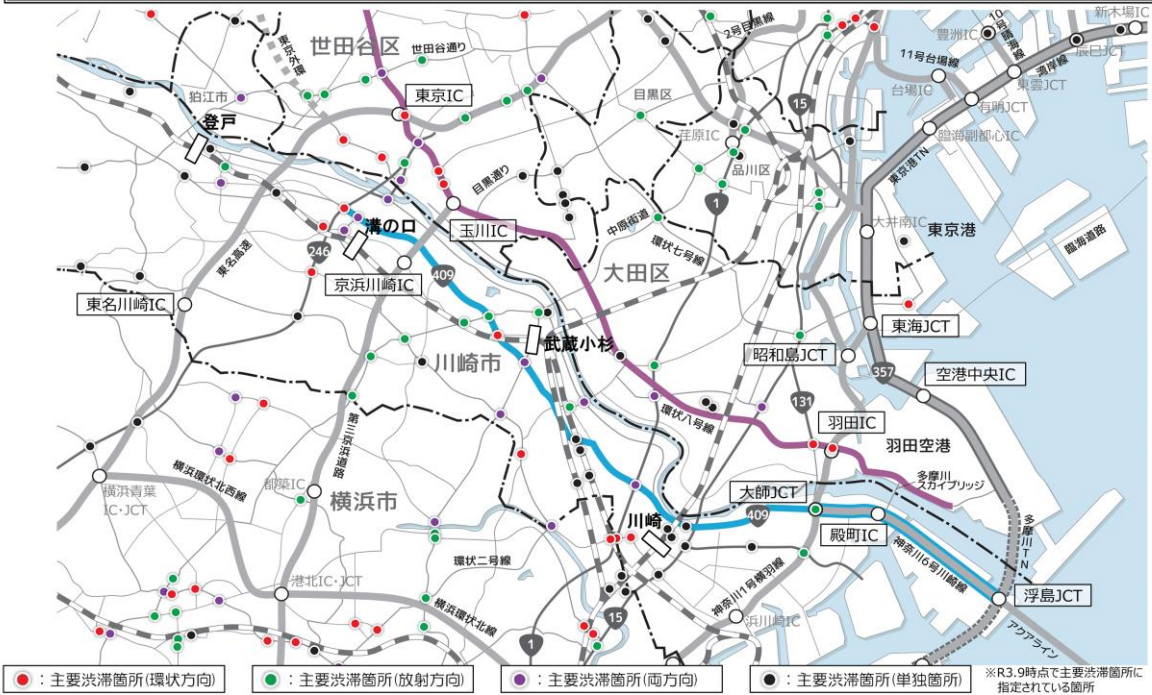 新木場IC
豊洲IC
10号晴海線
辰巳JCT
2号目黒線
世田谷区
世田谷通り
東京外環
11号台場線
湾岸線
東雲JCT
台場IC
有明JCT
狛江市
東京IC
目黒区
15
登戸
荏原IC
臨海副都心IC
品川区
東京港TN
目黒通り
1
中原街道
溝の口
玉川IC
大井南IC
東京港
環状七号線
臨海道路
246
東名高速
409
大田区
京浜川崎IC
東名川崎IC
東海JCT
武蔵小杉
昭和島JCT
川崎市
357
空港中央IC
131
環状八号線
羽田IC
第三京浜道路
羽田空港
横浜環状北西線
多摩川
スカイブリッジ
横浜青葉
IC・JCT
都築IC
大師JCT
横浜市
409
川崎
殿町IC
多摩川TN
神奈川6号川崎線
環状二号線
港北IC・JCT
神奈川1号横羽線
浮島JCT
横浜環状北線
15
浜川崎IC
アクアライン
1
：主要渋滞箇所(環状方向)
：主要渋滞箇所(放射方向)
：主要渋滞箇所(両方向)
：主要渋滞箇所(単独箇所)
※R3.9時点で主要渋滞箇所に
指定されている箇所